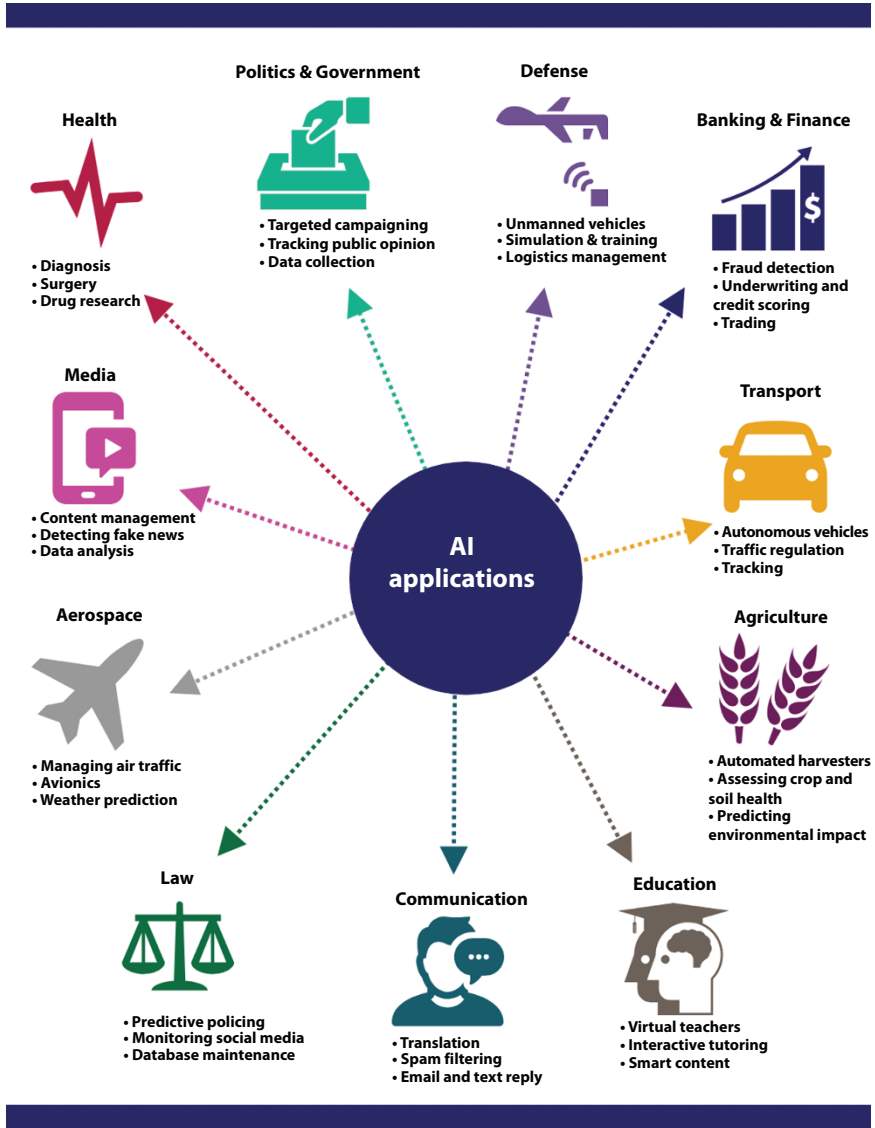 Politics & Government
• Targeted campaigning
• Tracking public opinion
• Data collection
Defense
• Unmanned vehicles
• Simulation & training
• Logistics management
Health
• Diagnosis
• Surgery
• Drug research
Banking & Finance
$
• Fraud detection
• Underwriting and
credit scoring
• Trading
Media
• Content management
• Detecting fake news
• Data analysis
Transport
• Autonomous vehicles
• Traffic regulation
• Tracking
AI
applications
Aerospace
• Managing air traffic
• Avionics
• Weather prediction
Agriculture
• Automated harvesters
• Assessing crop and
soil health
• Predicting
environmental impact
Law
• Predictive policing
• Monitoring social media
• Database maintenance
Communication
• Translation
• Spam filtering
• Email and text reply
Education
• Virtual teachers
• Interactive tutoring
• Smart content